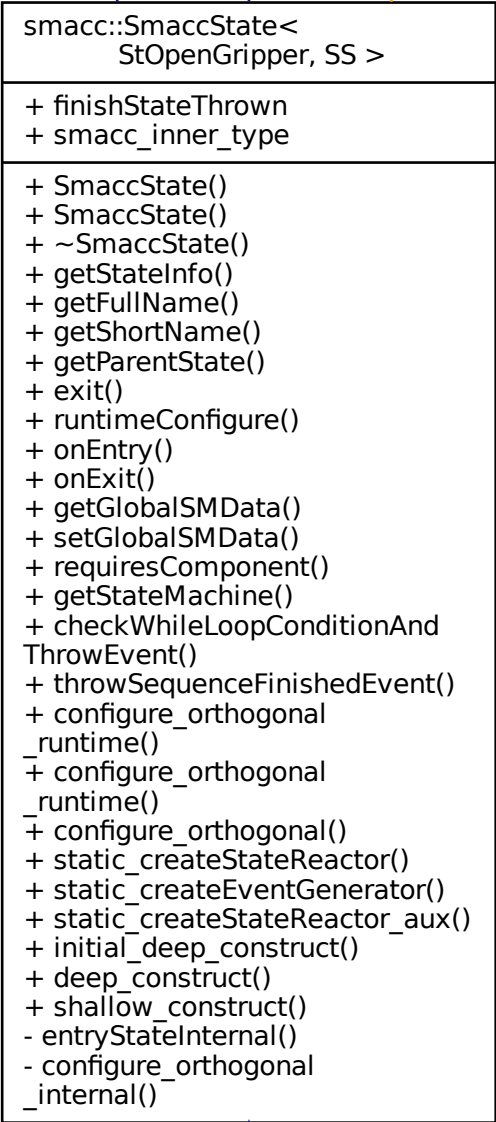 smacc::SmaccState<
StOpenGripper, SS >
+ finishStateThrown
+ smacc_inner_type
+ SmaccState()
+ SmaccState()
+ ~SmaccState()
+ getStateInfo()
+ getFullName()
+ getShortName()
+ getParentState()
+ exit()
+ runtimeConfigure()
+ onEntry()
+ onExit()
+ getGlobalSMData()
+ setGlobalSMData()
+ requiresComponent()
+ getStateMachine()
+ checkWhileLoopConditionAnd
ThrowEvent()
+ throwSequenceFinishedEvent()
+ configure_orthogonal
_runtime()
+ configure_orthogonal
_runtime()
+ configure_orthogonal()
+ static_createStateReactor()
+ static_createEventGenerator()
+ static_createStateReactor_aux()
+ initial_deep_construct()
+ deep_construct()
+ shallow_construct()
- entryStateInternal()
- configure_orthogonal
_internal()